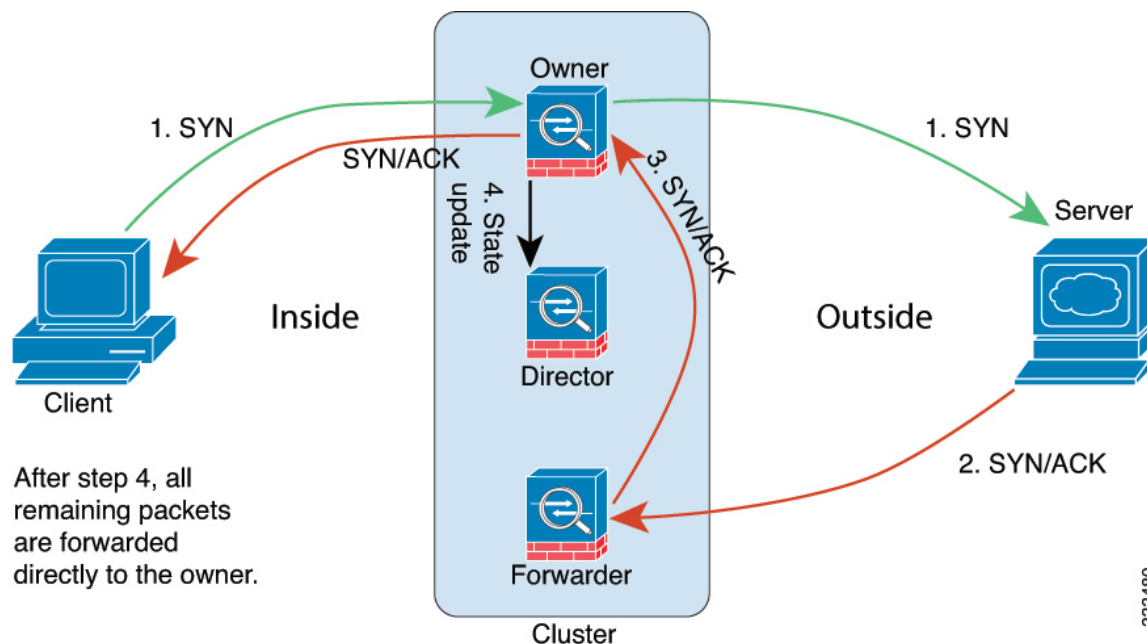 Owner
1. SYN
1. SYN
SYN/ACK
3. SYN/ACK
4. State
update
Server
Inside
Outside
Director
Client
2. SYN/ACK
After step 4, all
remaining packets
are forwarded
directly to the owner.
Forwarder
Cluster